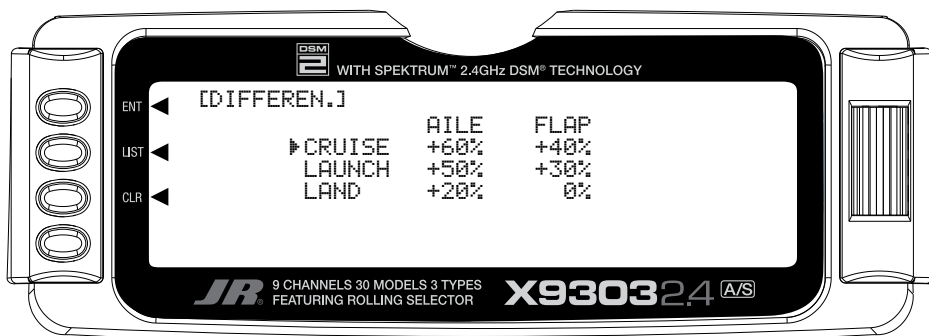 DSM
2 WITH SPEKTRUM™ 2.4GHz DSM® TECHNOLOGY
ENT
LIST
CLR
[DIFFEREN.]
AILE FLAP
CRUISE +60% +40%
LAUNCH +50% +30%
LAND +20% 0%
JR® 9 CHANNELS 30 MODELS 3 TYPES
FEATURING ROLLING SELECTOR
X9303 2.4 A/S